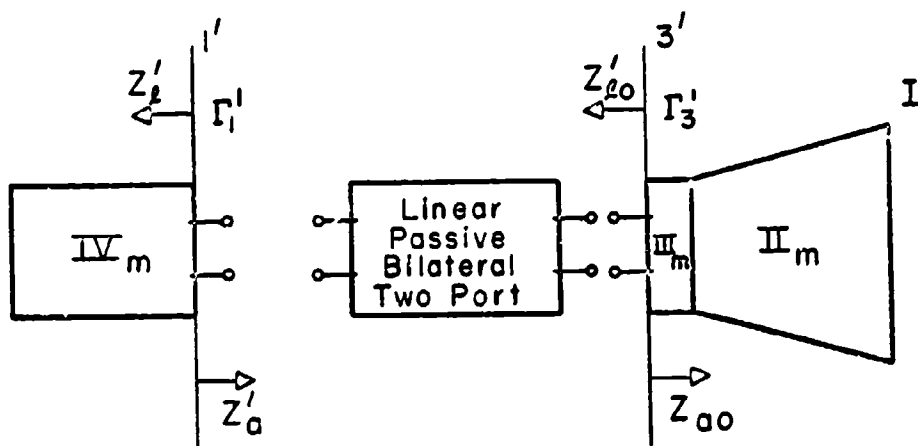 1'
3'
Z'ℓ
Γ'1
Z'ℓo
Γ'3
I
IVm
Linear
Passive
Bilateral
Two Port
IIIm
IIm
Z'a
Zao